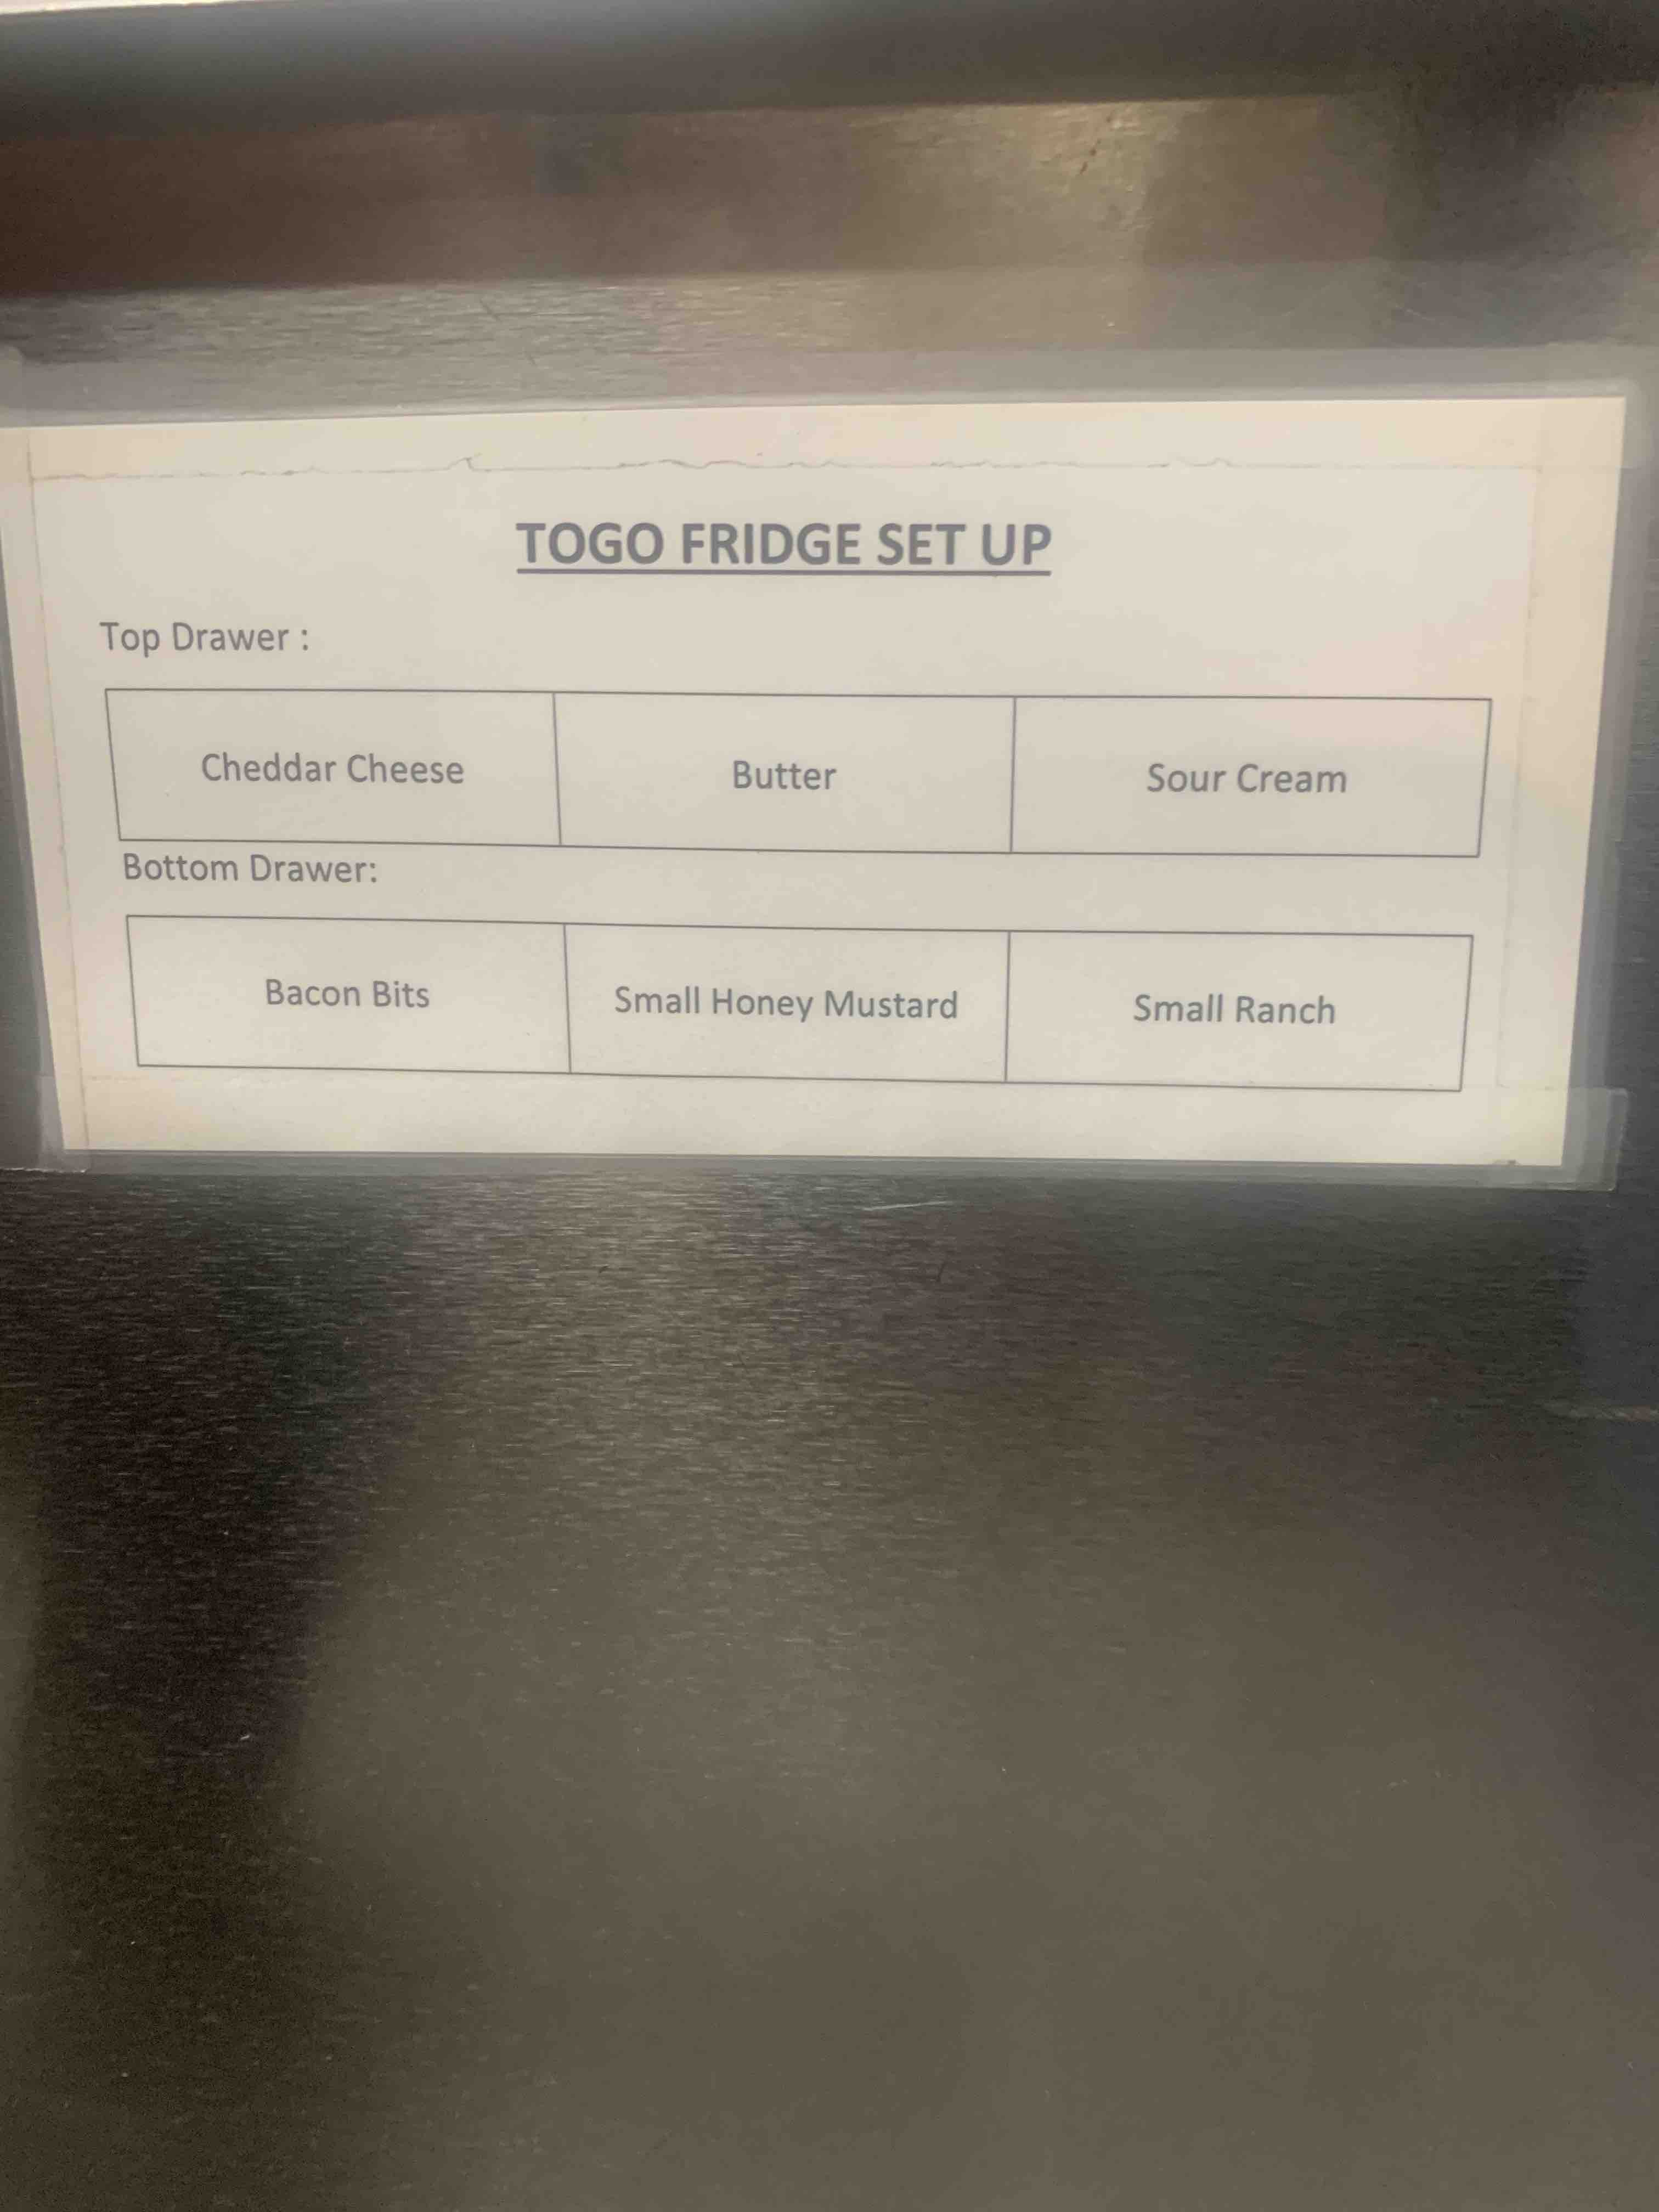 TOGO FRIDGE SET UP
Top Drawer :
Cheddar Cheese Butter Sour Cream
Bottom Drawer:
Bacon Bits Small Honey Mustard Small Ranch